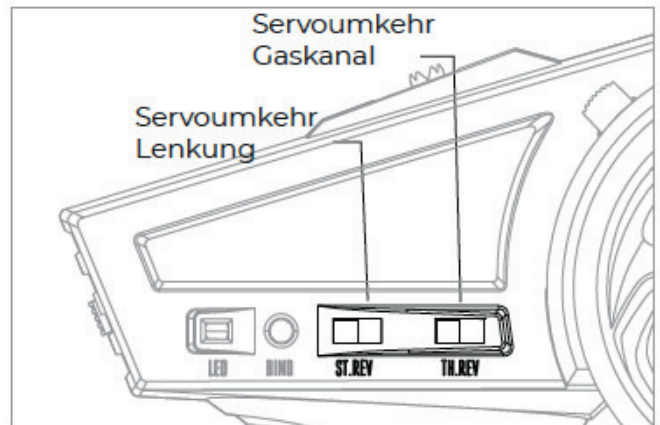 Servoumkehr
Gaskanal
Servoumkehr
Lenkung
LED BIND ST.REV TH.REV